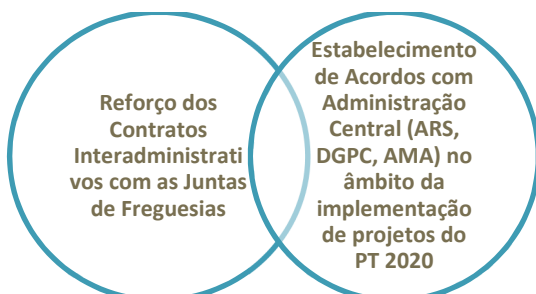 Reforço dos
Contratos
Interadministrati
vos com as Juntas
de Freguesias
Estabelecimento
de Acordos com
Administração
Central (ARS,
DGPC, AMA) no
âmbito da
implementação
de projetos do
PT 2020